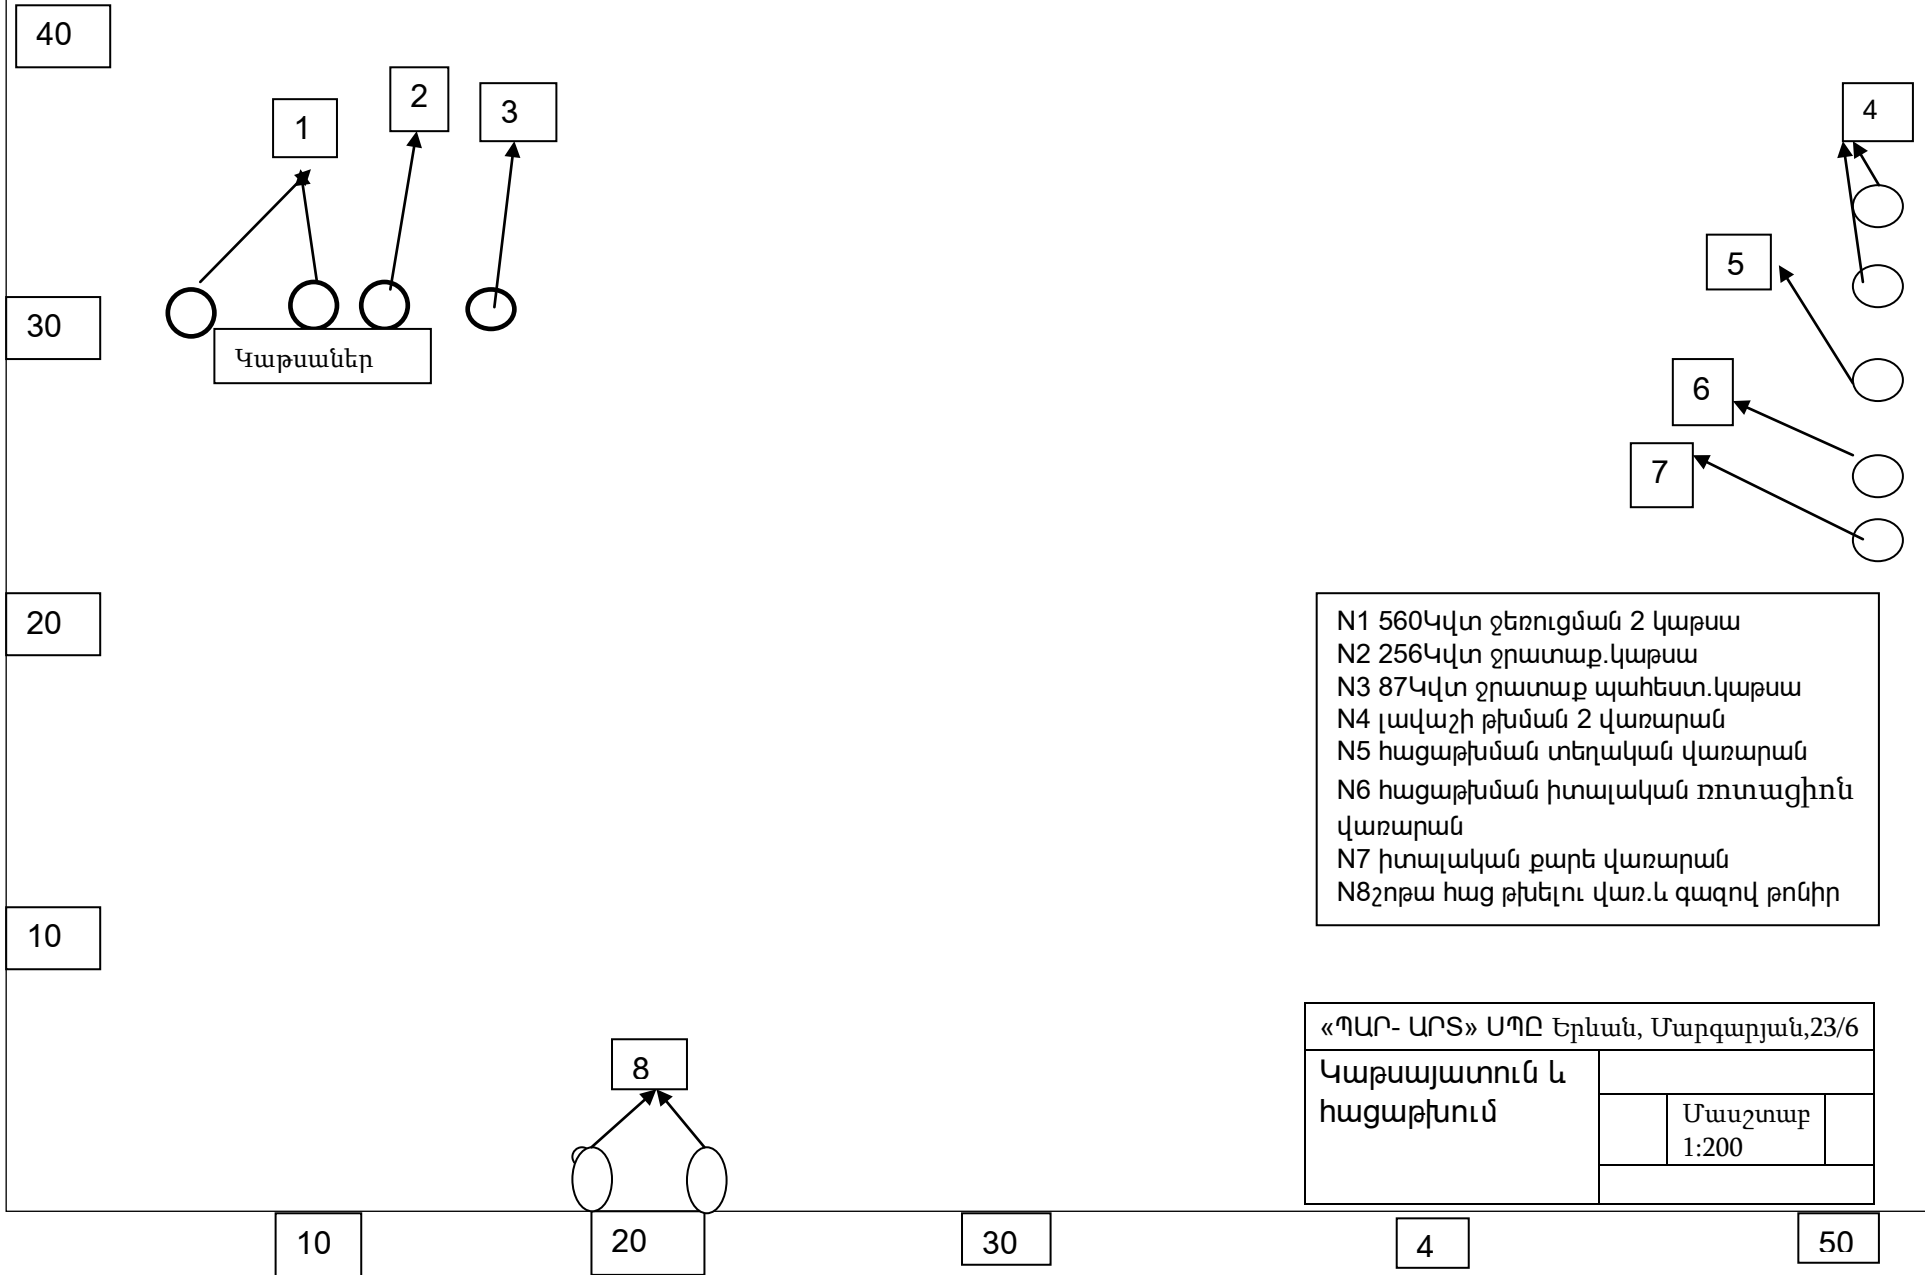 40
1
2
3
4
5
6
7
30
Կաթսաներ
20
N1 560Կվտ ջեռուցման 2 կաթսա
N2 256Կվտ ջրատաք.կաթսա
N3 87Կվտ ջրատաք պահեստ.կաթսա
N4 լավաշի թխման 2 վառարան
N5 հացաթխման տեղական վառարան
N6 հացաթխման իտալական ռոտացիոն
վառարան
N7 իտալական քարե վառարան
N8շոթա հաց թխելու վառ.և գազով թոնիր
10
«ՊԱՐ- ԱՐՏ» ՍՊԸ Երևան, Մարգարյան,23/6
Կաթսայատուն և
հացաթխում
Մասշտաբ
1:200
8
10
20
30
4
50